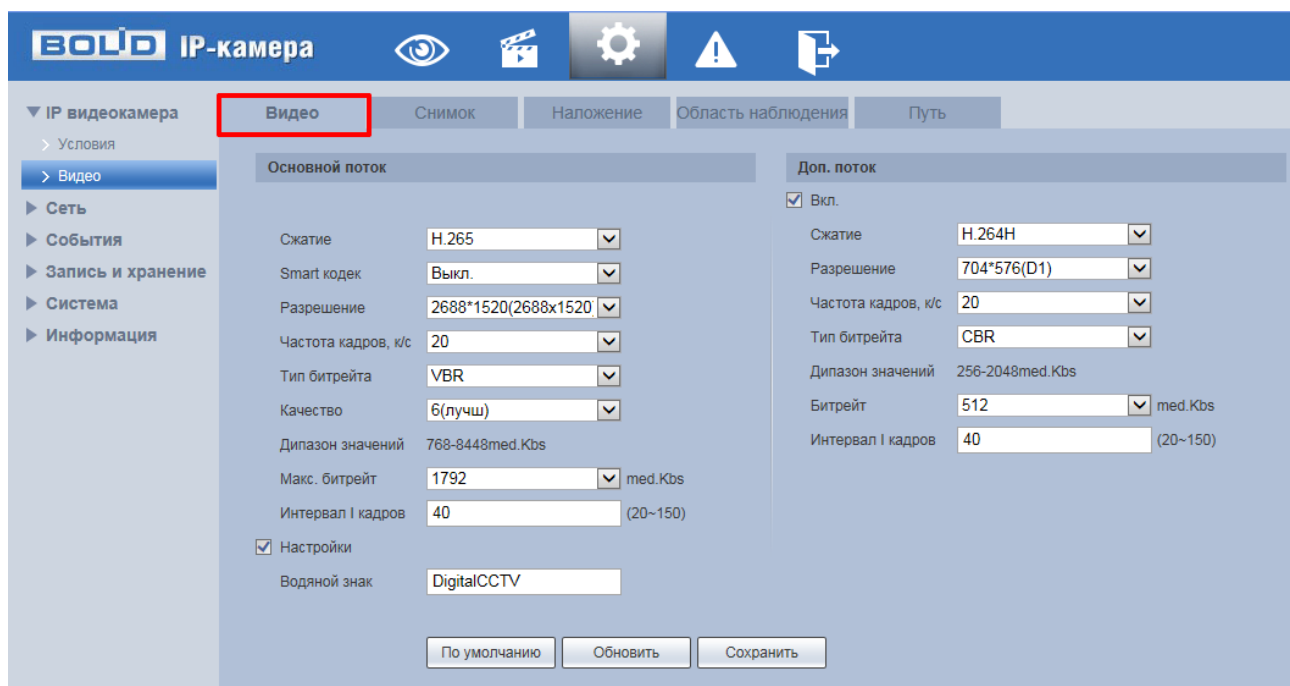 BOLID IP-камера
IP видеокамера
Условия
Видео
Сеть
События
Запись и хранение
Система
Информация
Видео Снимок Наложение Область наблюдения Путь
Основной поток
Сжатие H.265
Smart кодек Выкл.
Разрешение 2688*1520(2688x1520)
Частота кадров, к/с 20
Тип битрейта VBR
Качество 6(лучш)
Дипазон значений 768-8448med.Kbs
Макс. битрейт 1792 med.Kbs
Интервал I кадров 40 (20~150)
Настройки
Водяной знак DigitalCCTV
По умолчанию Обновить Сохранить
Доп. поток
Вкл.
Сжатие H.264H
Разрешение 704*576(D1)
Частота кадров, к/с 20
Тип битрейта CBR
Дипазон значений 256-2048med.Kbs
Битрейт 512 med.Kbs
Интервал I кадров 40 (20~150)